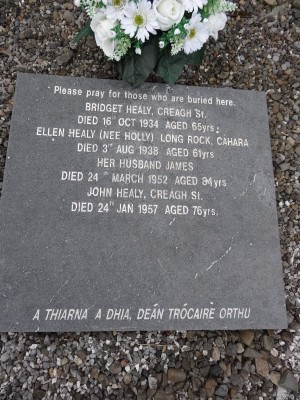 Please pray for those who are buried here.
BRIDGET HEALY, CREAGH St.
DIED 16th OCT 1934 AGED 65yrs.
ELLEN HEALY (NEE HOLLY) LONG ROCK, CAHARA
DIED 3rd AUG 1938 AGED 61yrs
HER HUSBAND JAMES
DIED 24th MARCH 1952 AGED 84yrs
JOHN HEALY, CREAGH St.
DIED 24th JAN 1957 AGED 76yrs.
A THIARNA A DHIA, DEÁN TRÓCAIRE ORTHU